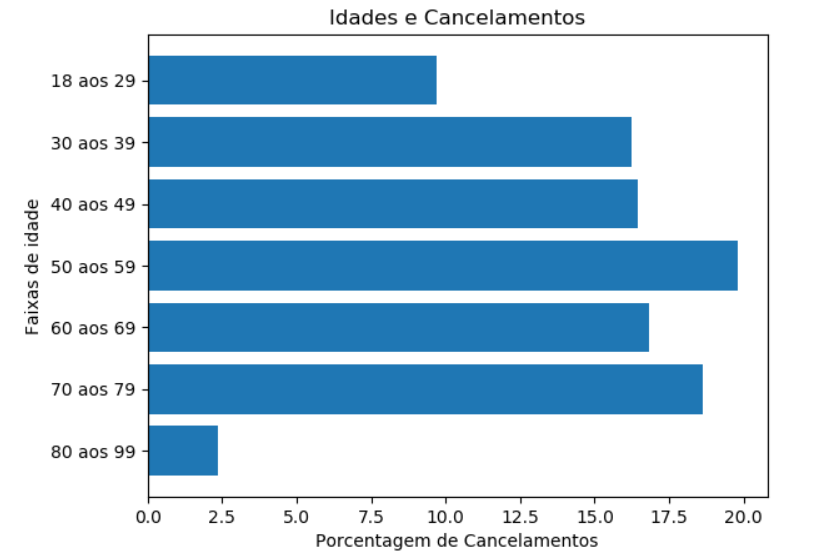 Idades e Cancelamentos
Faixas de idade
18 aos 29
30 aos 39
40 aos 49
50 aos 59
60 aos 69
70 aos 79
80 aos 99
0.0 2.5 5.0 7.5 10.0 12.5 15.0 17.5 20.0
Porcentagem de Cancelamentos